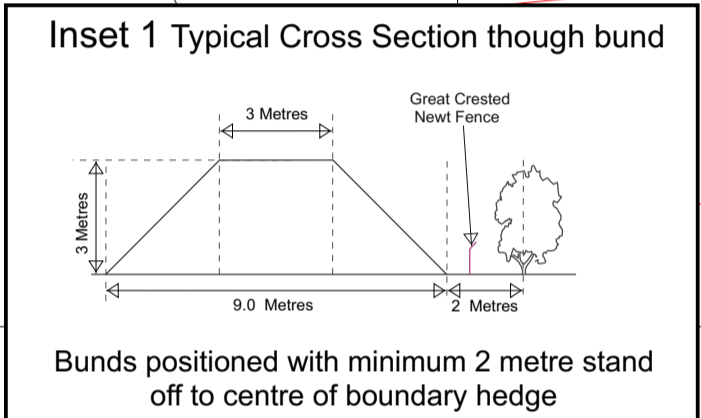 Inset 1 Typical Cross Section though bund
Great Crested
Newt Fence
3 Metres
3 Metres
9.0 Metres
2 Metres
Bunds positioned with minimum 2 metre stand
off to centre of boundary hedge